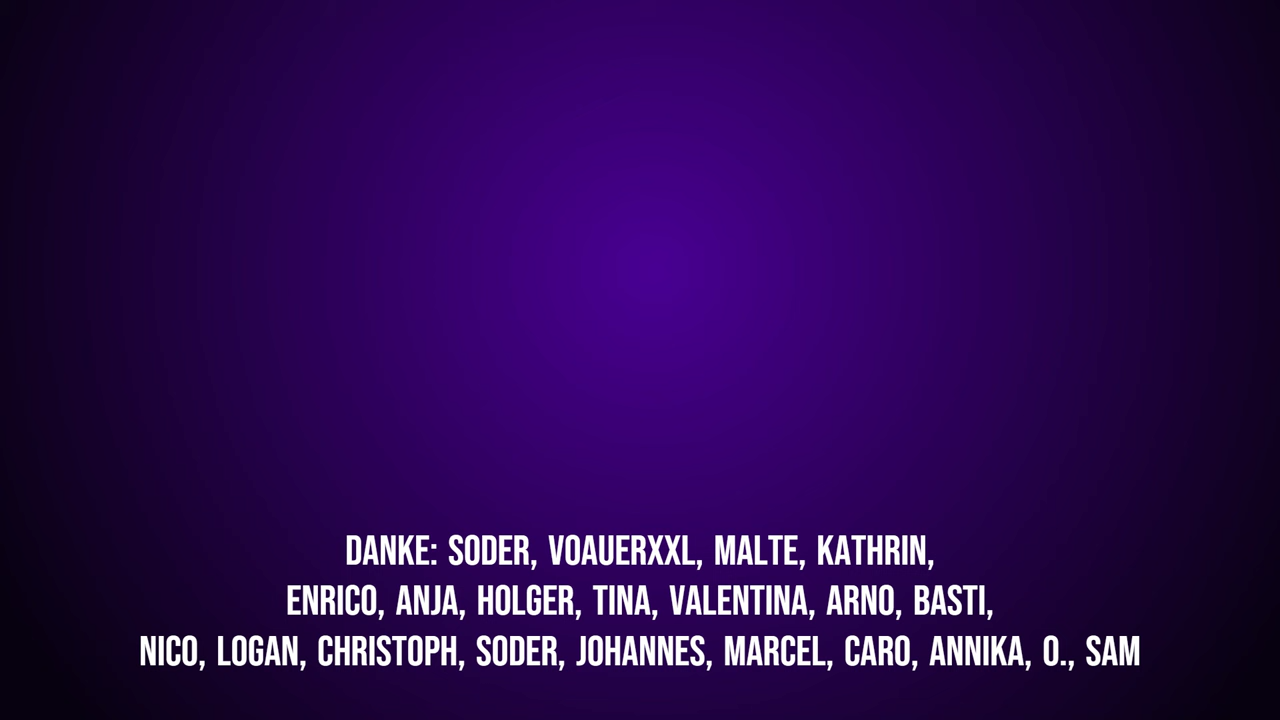 DANKE: SODER, VOAUERXXL, MALTE, KATHRIN,
ENRICO, ANJA, HOLGER, TINA, VALENTINA, ARNO, BASTI,
NICO, LOGAN, CHRISTOPH, SODER, JOHANNES, MARCEL, CARO, ANNIKA, O., SAM